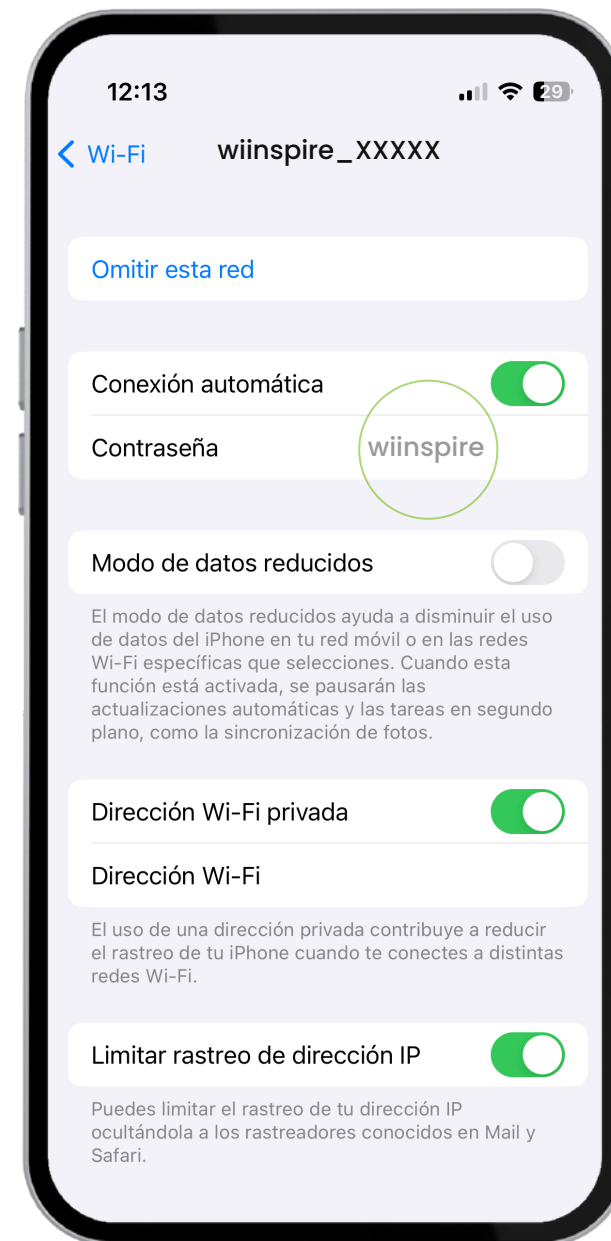 12:13
29
Wi-Fi
wiinspire_XXXXX
Omitir esta red
Conexión automática
Contraseña
wiinspire
Modo de datos reducidos
El modo de datos reducidos ayuda a disminuir el uso
de datos del iPhone en tu red móvil o en las redes
Wi-Fi específicas que selecciones. Cuando esta
función está activada, se pausarán las
actualizaciones automáticas y las tareas en segundo
plano, como la sincronización de fotos.
Dirección Wi-Fi privada
Dirección Wi-Fi
El uso de una dirección privada contribuye a reducir
el rastreo de tu iPhone cuando te conectes a distintas
redes Wi-Fi.
Limitar rastreo de dirección IP
Puedes limitar el rastreo de tu dirección IP
ocultándola a los rastreadores conocidos en Mail y
Safari.